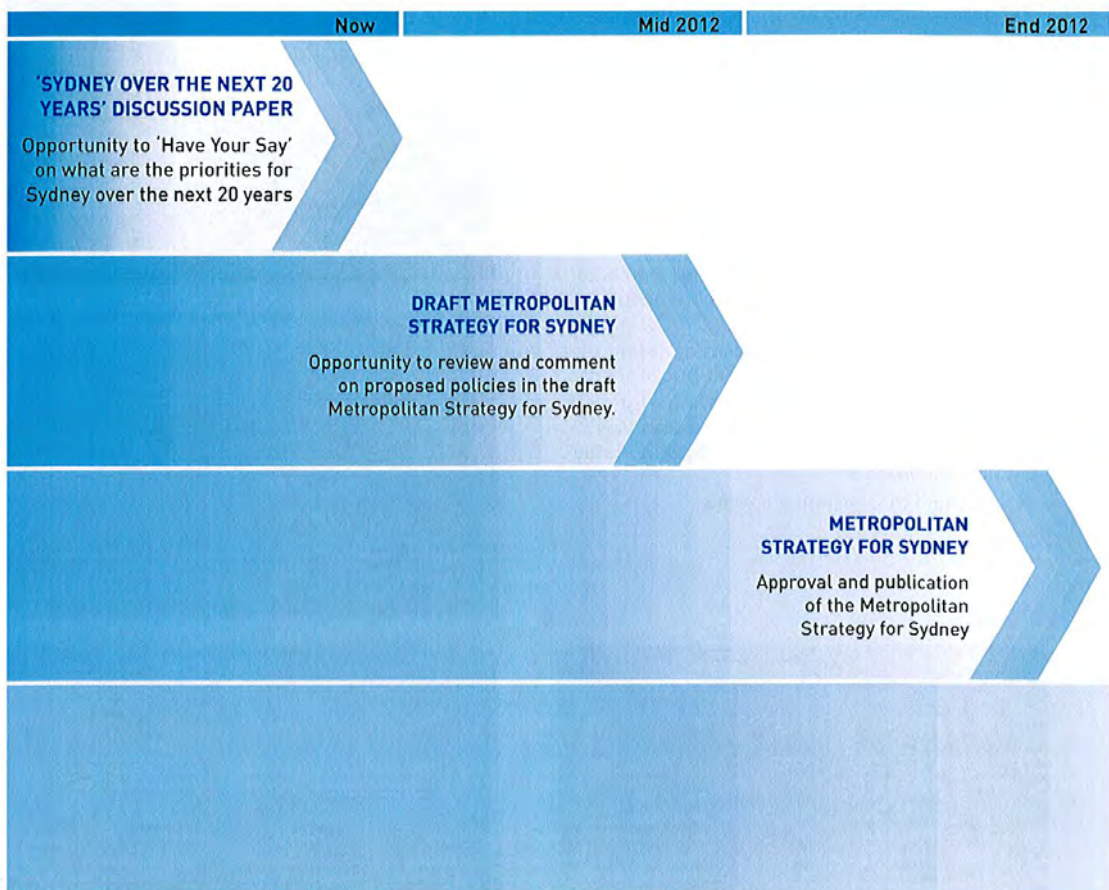 Now
Mid 2012
End 2012
'SYDNEY OVER THE NEXT 20
YEARS' DISCUSSION PAPER
Opportunity to 'Have Your Say'
on what are the priorities for
Sydney over the next 20 years
DRAFT METROPOLITAN
STRATEGY FOR SYDNEY
Opportunity to review and comment
on proposed policies in the draft
Metropolitan Strategy for Sydney.
METROPOLITAN
STRATEGY FOR SYDNEY
Approval and publication
of the Metropolitan
Strategy for Sydney